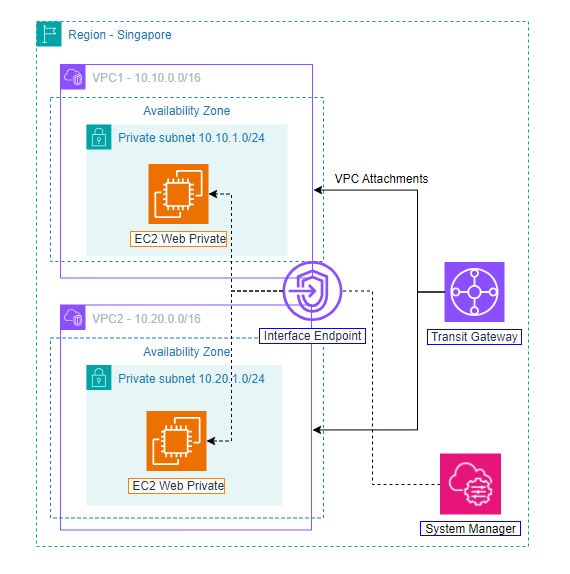 Region - Singapore
VPC1 - 10.10.0.0/16
Availability Zone
Private subnet 10.10.1.0/24
VPC Attachments
EC2 Web Private
VPC2 - 10.20.0.0/16
Interface Endpoint
Transit Gateway
Availability Zone
Private subnet 10.20.1.0/24
EC2 Web Private
System Manager